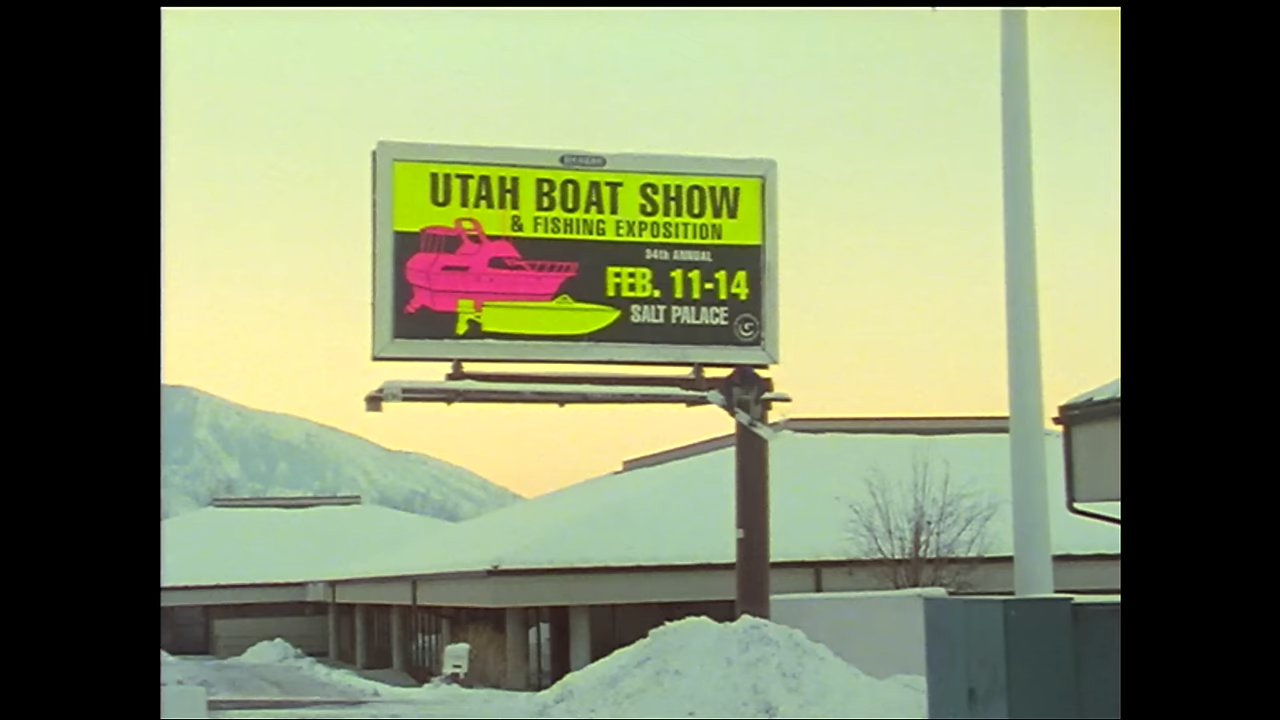 UTAH BOAT SHOW
& FISHING EXPOSITION
34th ANNUAL
FEB. 11-14
SALT PALACE